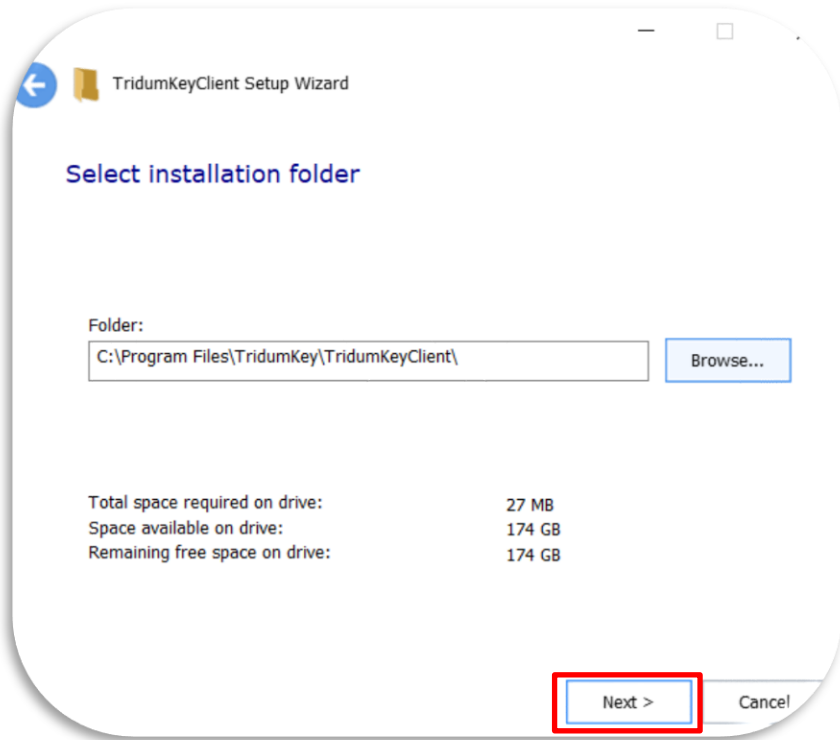 TridumKeyClient Setup Wizard
Select installation folder
Folder:
C:\Program Files\TridumKey\TridumKeyClient\
Browse...
Total space required on drive: 27 MB
Space available on drive: 174 GB
Remaining free space on drive: 174 GB
Next > Cancel